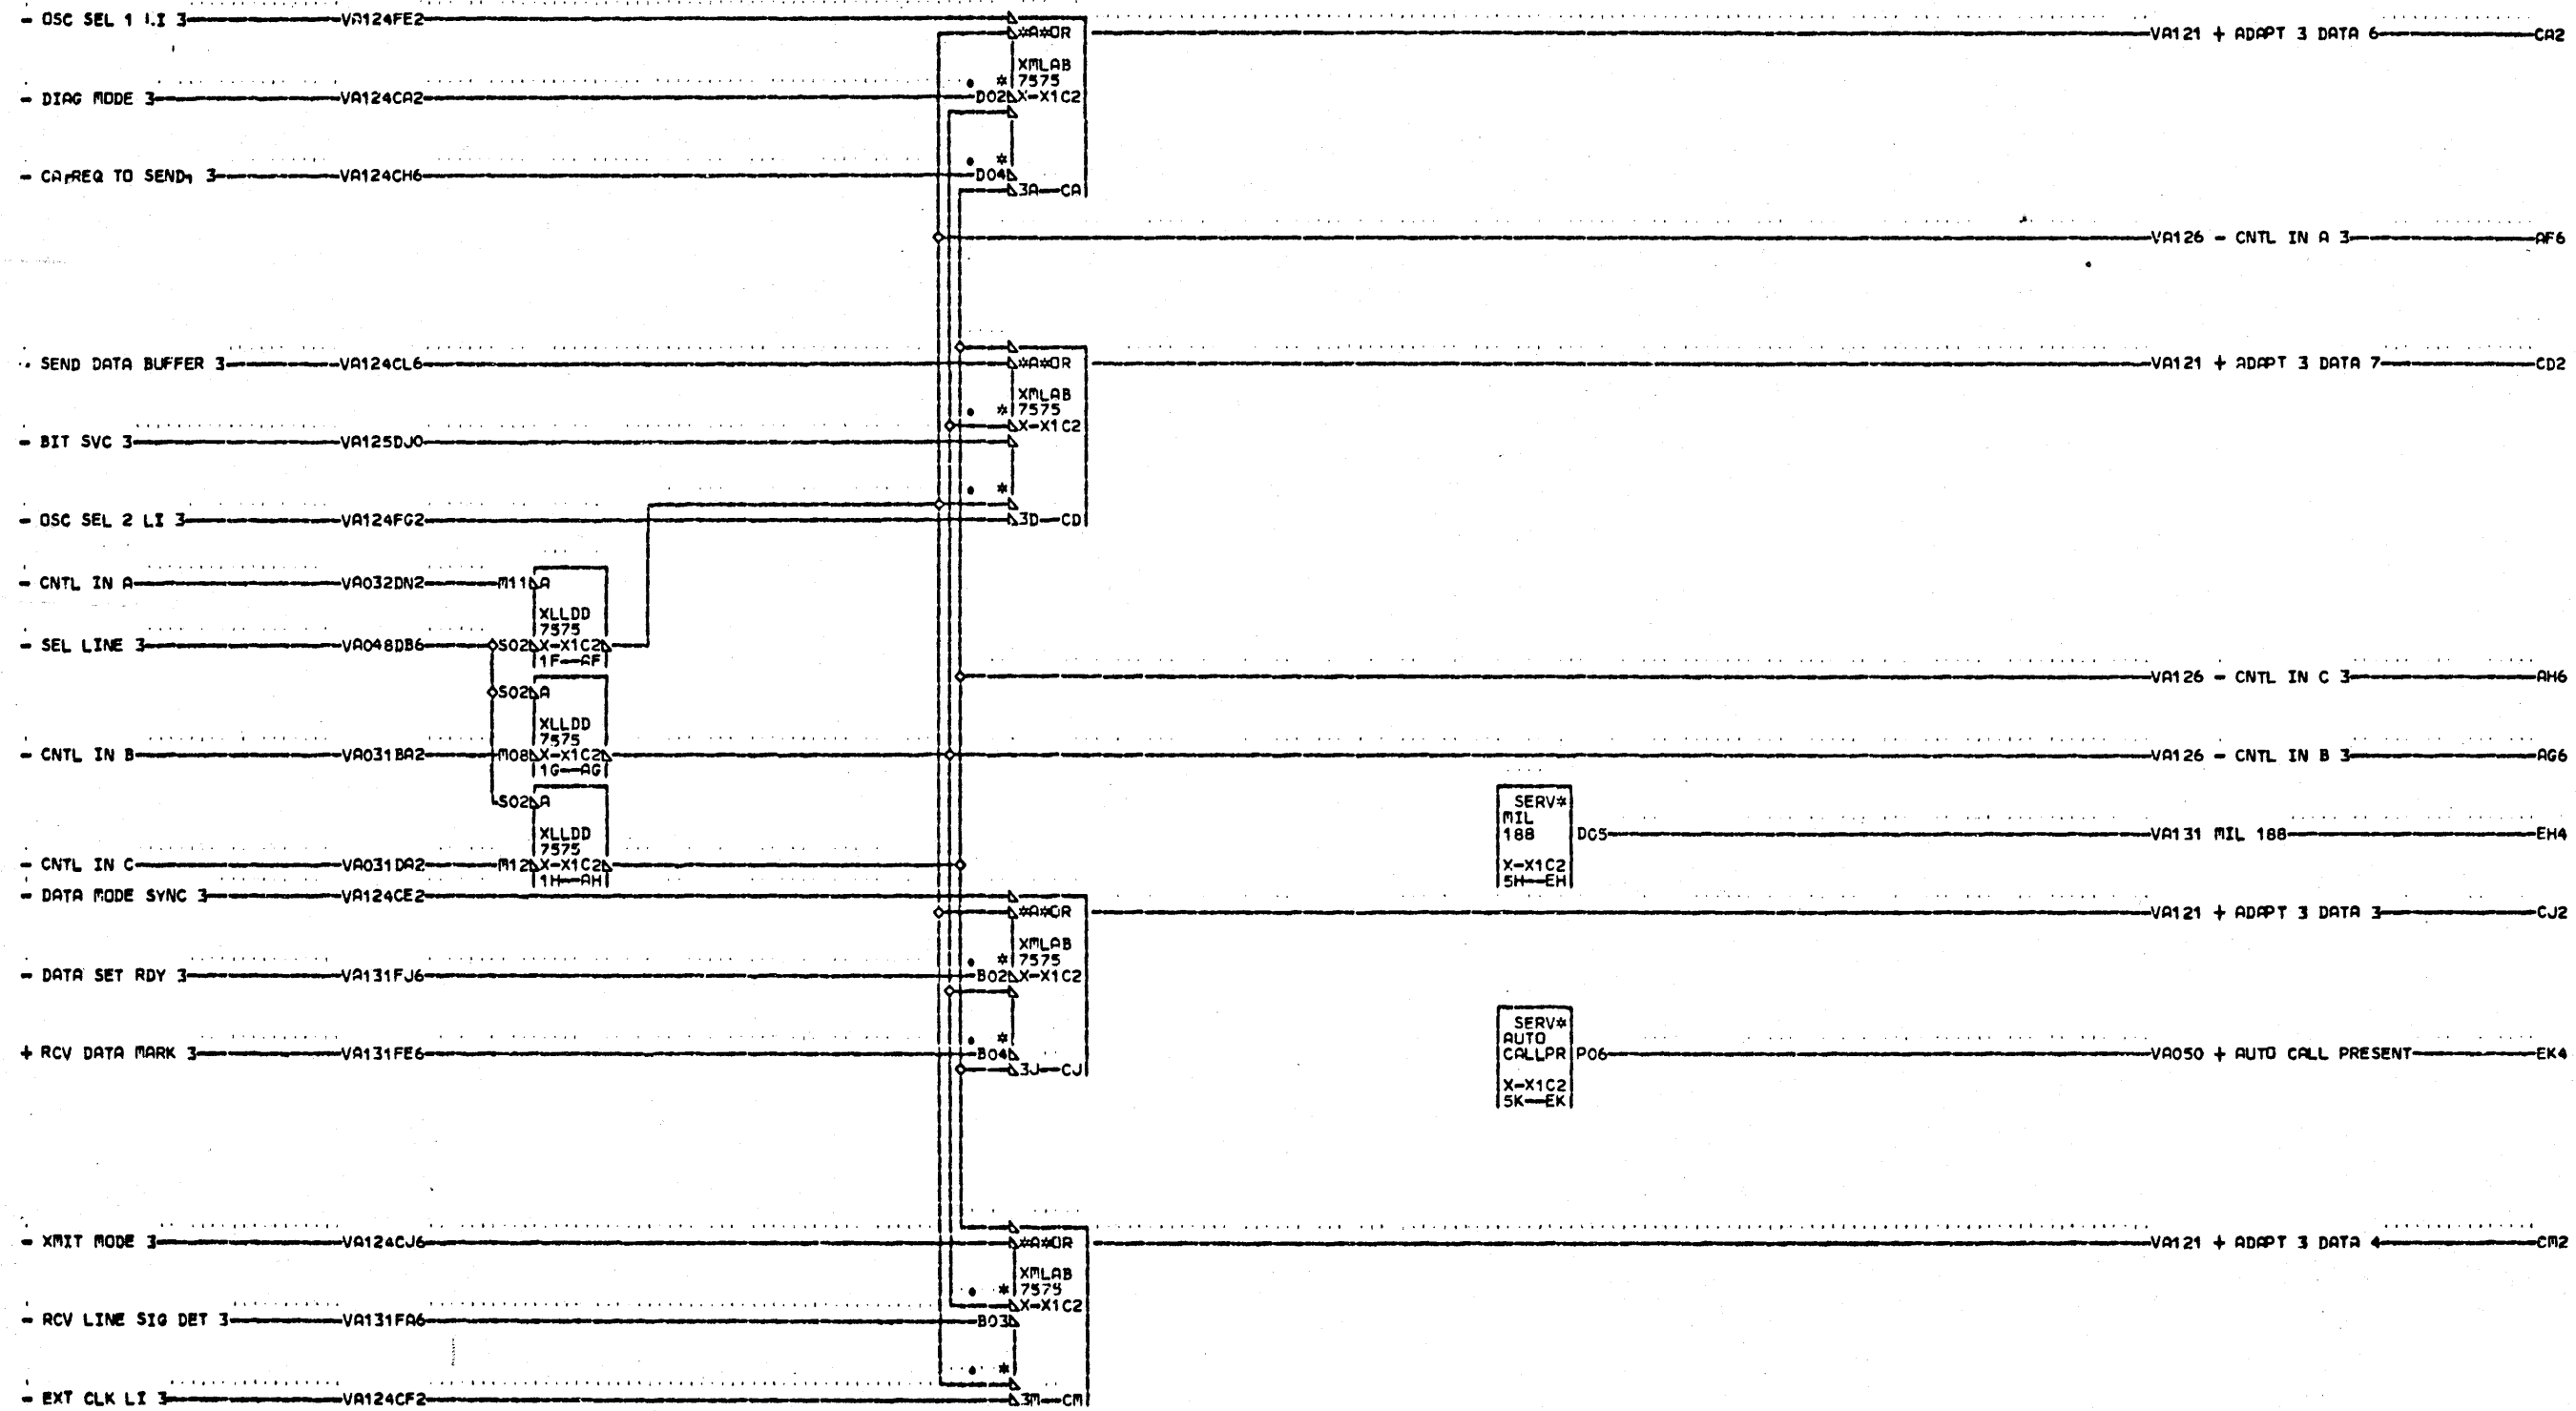 - OSC SEL 1 LI 3 VA124FE2
*A*OR VA121 + ADAPT 3 DATA 6 CA2
XMLAB
* 7575
- DIAG MODE 3 VA124CA2 D02 X-X1C2
*
- CA REQ TO SEND 3 VA124CH6 D04
3A CA
VA126 - CNTL IN A 3 AF6
SEND DATA BUFFER 3 VA124CL6 *A*OR VA121 + ADAPT 3 DATA 7 CD2
XMLAB
* 7575
X-X1C2
- BIT SVC 3 VA125DJ0
*
- OSC SEL 2 LI 3 VA124FG2 3D CD
- CNTL IN A VA032DN2 M11 A
XLLDD
7575
- SEL LINE 3 VA048DB6 S02 X-X1C2
1F AF
VA126 - CNTL IN C 3 AH6
S02 A
XLLDD
7575
- CNTL IN B VA031BA2 M08 X-X1C2 VA126 - CNTL IN B 3 AG6
1G AG
S02 A SERV*
MIL
XLLDD 188 DG5 VA131 MIL 188 EH4
7575
- CNTL IN C VA031DA2 M12 X-X1C2 X-X1C2
1H AH 5H EH
- DATA MODE SYNC 3 VA124CE2
*A*OR VA121 + ADAPT 3 DATA 3 CJ2
XMLAB
* 7575
- DATA SET RDY 3 VA131FJ6 B02 X-X1C2
SERV*
* AUTO
+ RCV DATA MARK 3 VA131FE6 B04 CALLPR P06 VA050 + AUTO CALL PRESENT EK4
3J CJ
X-X1C2
5K EK
- XMIT MODE 3 VA124CJ6 *A*OR VA121 + ADAPT 3 DATA 4 CM2
XMLAB
* 7575
X-X1C2
- RCV LINE SIG DET 3 VA131FA6 B03
*
- EXT CLK LI 3 VA124CF2 3M CM